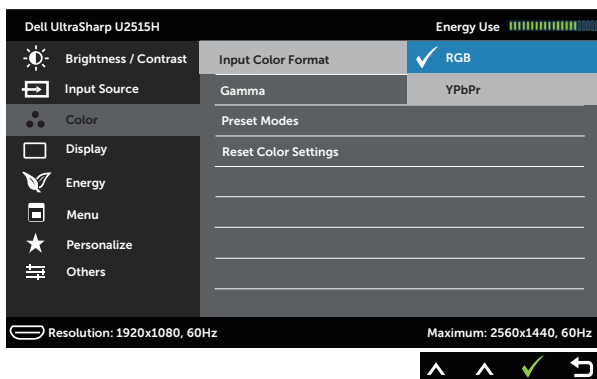 Dell UltraSharp U2515H Energy Use
Brightness / Contrast Input Color Format RGB
Input Source Gamma YPbPr
Color Preset Modes
Display Reset Color Settings
Energy
Menu
Personalize
Others
Resolution: 1920x1080, 60Hz Maximum: 2560x1440, 60Hz